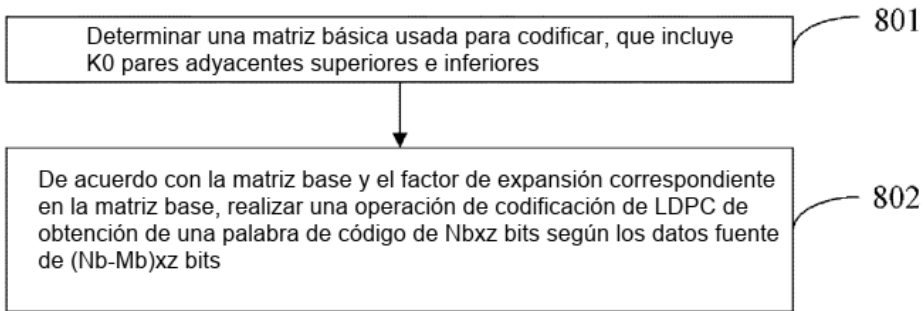 801
Determinar una matriz básica usada para codificar, que incluye
K0 pares adyacentes superiores e inferiores
De acuerdo con la matriz base y el factor de expansión correspondiente
en la matriz base, realizar una operación de codificación de LDPC de
obtención de una palabra de código de Nbxz bits según los datos fuente
de (Nb-Mb)xz bits
802